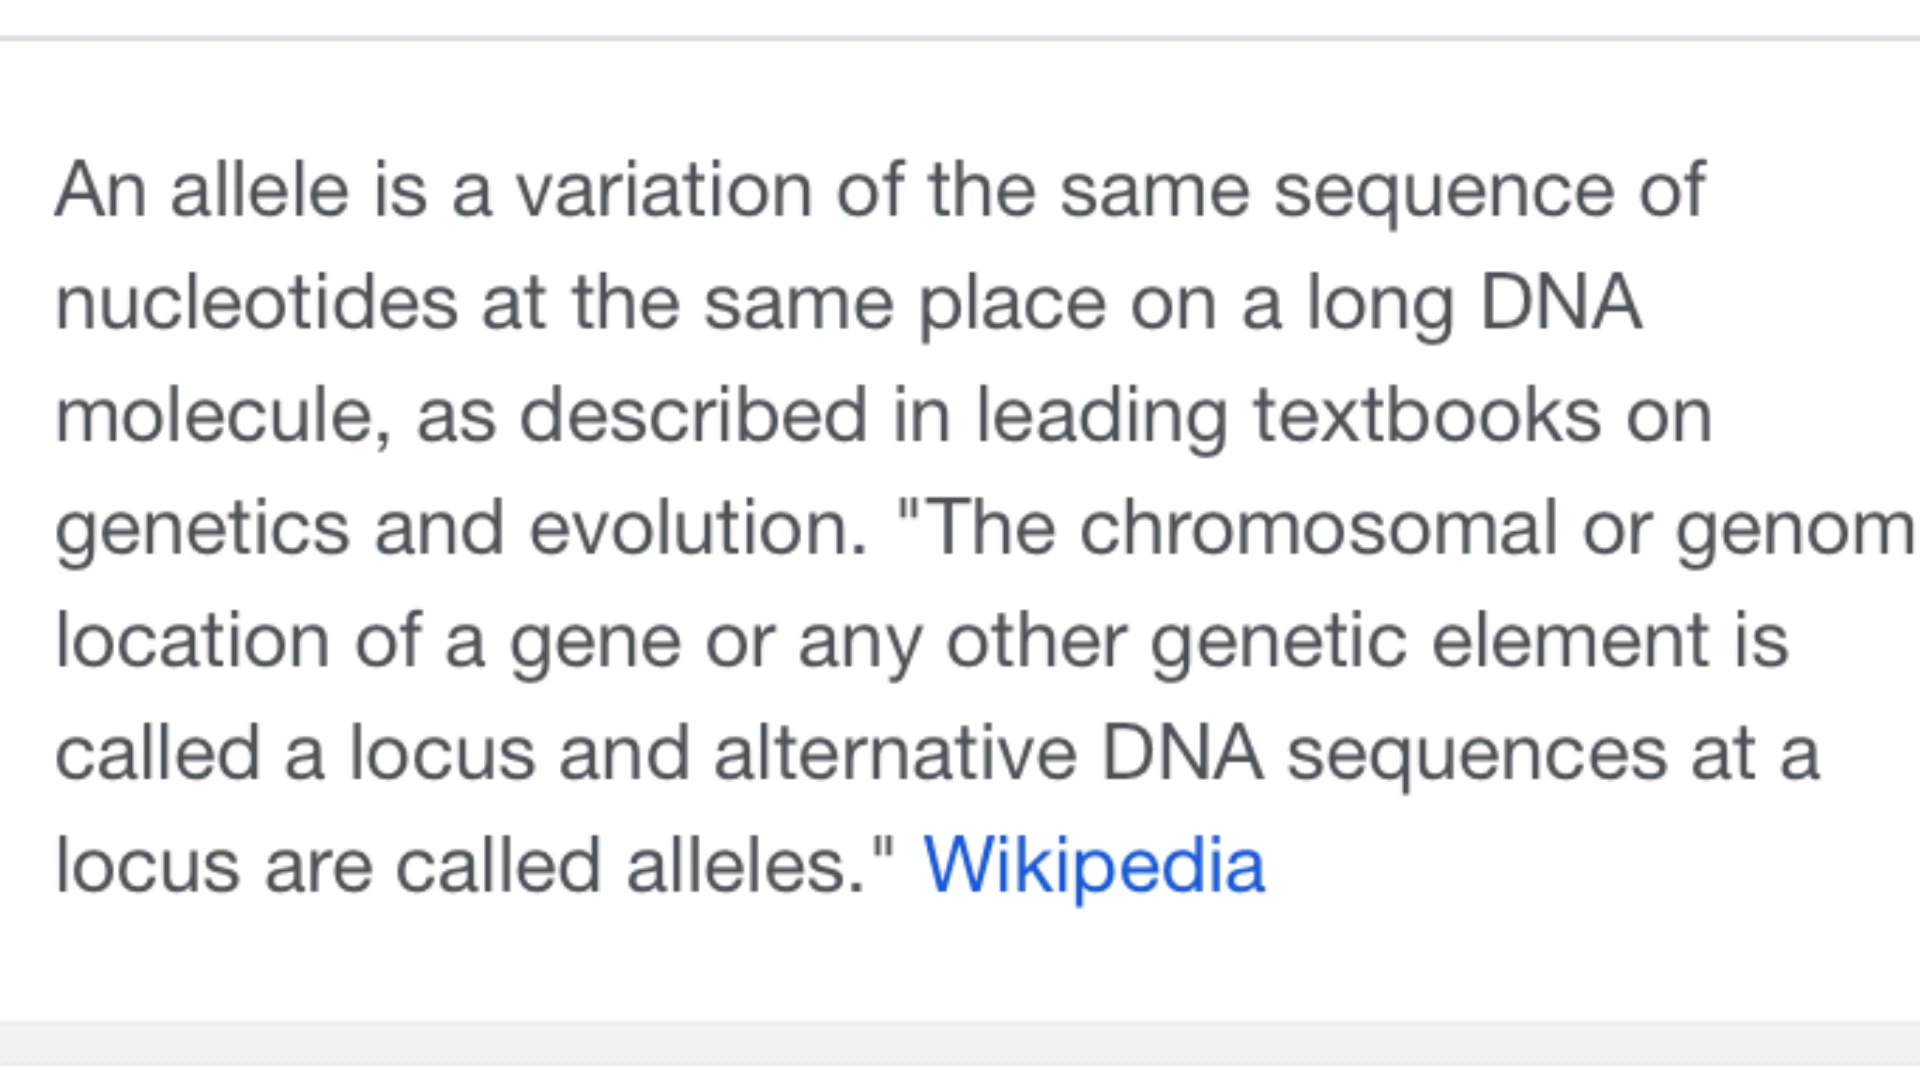 An allele is a variation of the same sequence of
nucleotides at the same place on a long DNA
molecule, as described in leading textbooks on
genetics and evolution. "The chromosomal or genom
location of a gene or any other genetic element is
called a locus and alternative DNA sequences at a
locus are called alleles." Wikipedia